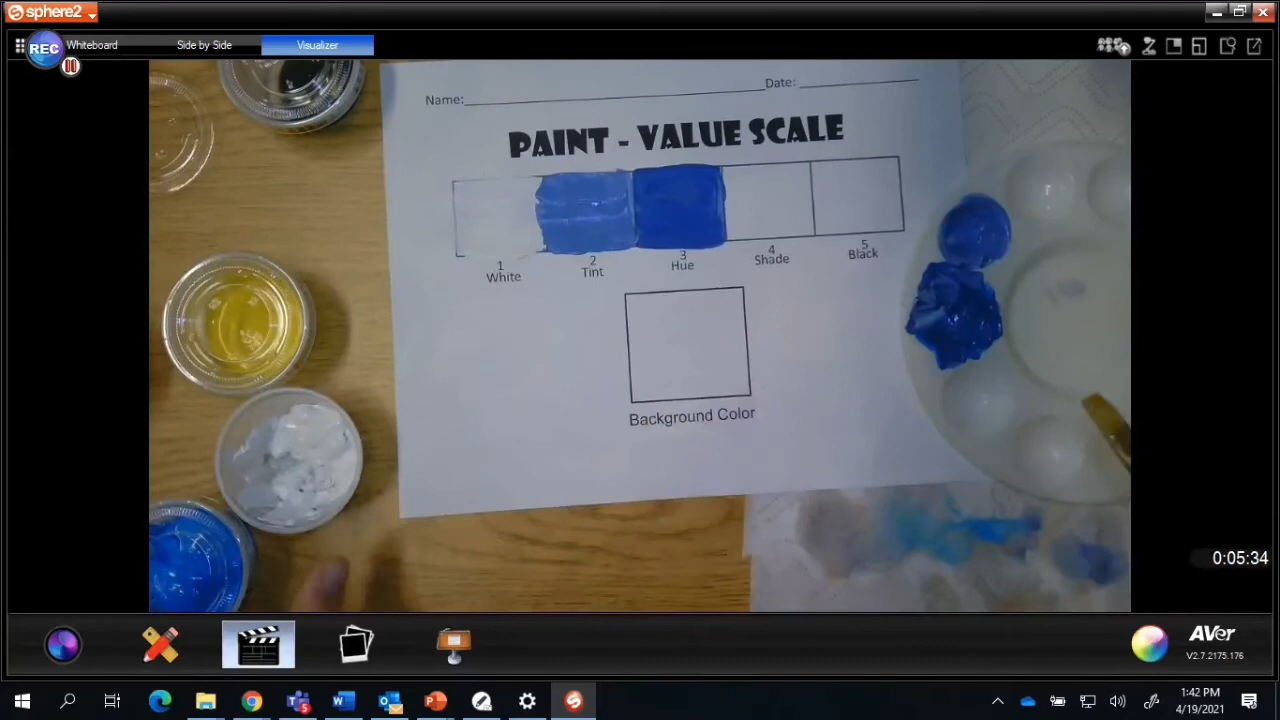 sphere2
REC Whiteboard Side by Side Visualizer
Name: Date:
PAINT - VALUE SCALE
1 2 3 4 5
White Tint Hue Shade Black
Background Color
0:05:34
AVer
V2.7.2175.176
1:42 PM
4/19/2021